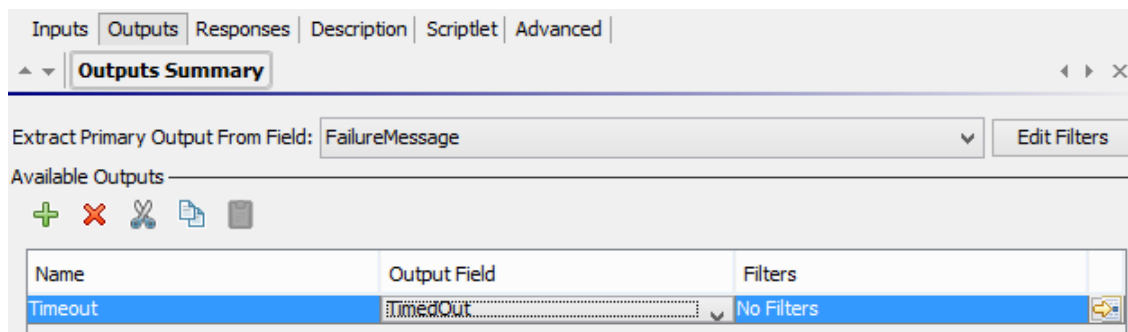 Inputs Outputs Responses Description Scriptlet Advanced
Outputs Summary
Extract Primary Output From Field: FailureMessage Edit Filters
Available Outputs
Name Output Field Filters
Timeout TimedOut No Filters